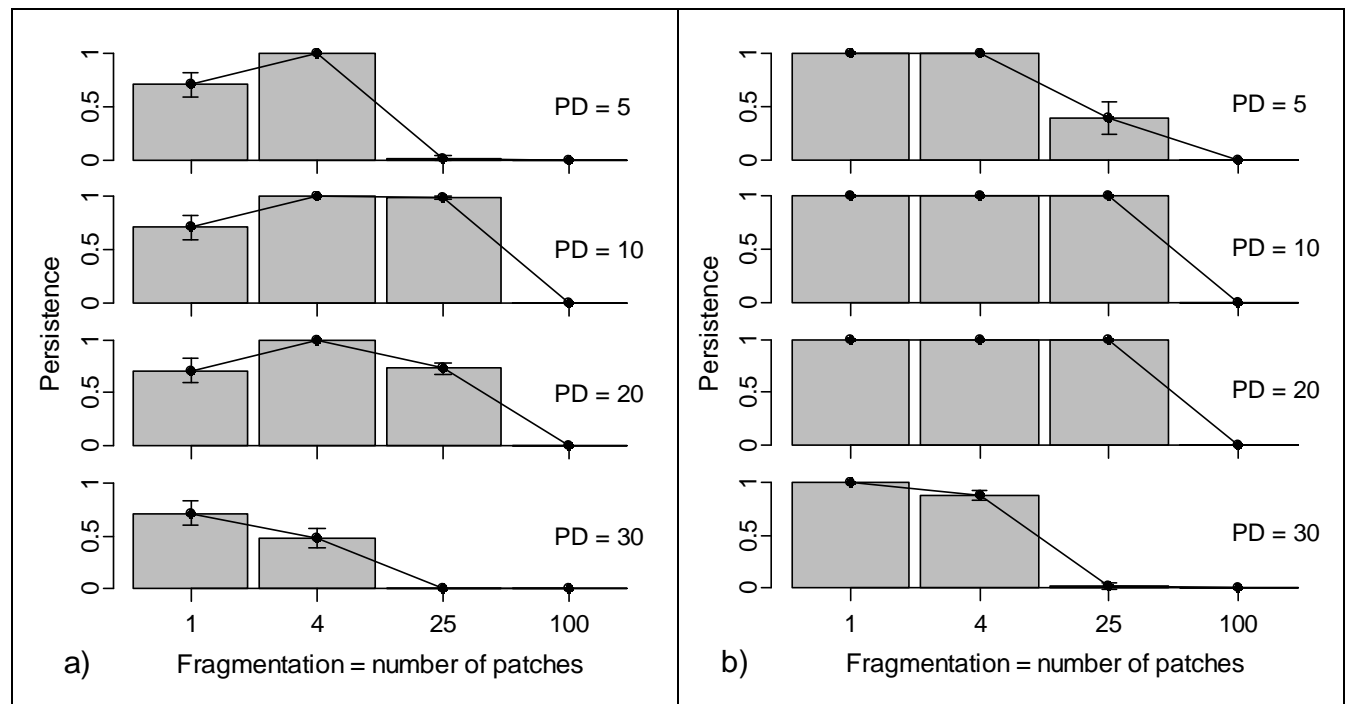 Persistence
0 0.5 1
PD = 5
0 0.5 1
PD = 10
0 0.5 1
PD = 20
0 0.5 1
PD = 30
1 4 25 100
a) Fragmentation = number of patches
Persistence
0 0.5 1
PD = 5
0 0.5 1
PD = 10
0 0.5 1
PD = 20
0 0.5 1
PD = 30
1 4 25 100
b) Fragmentation = number of patches